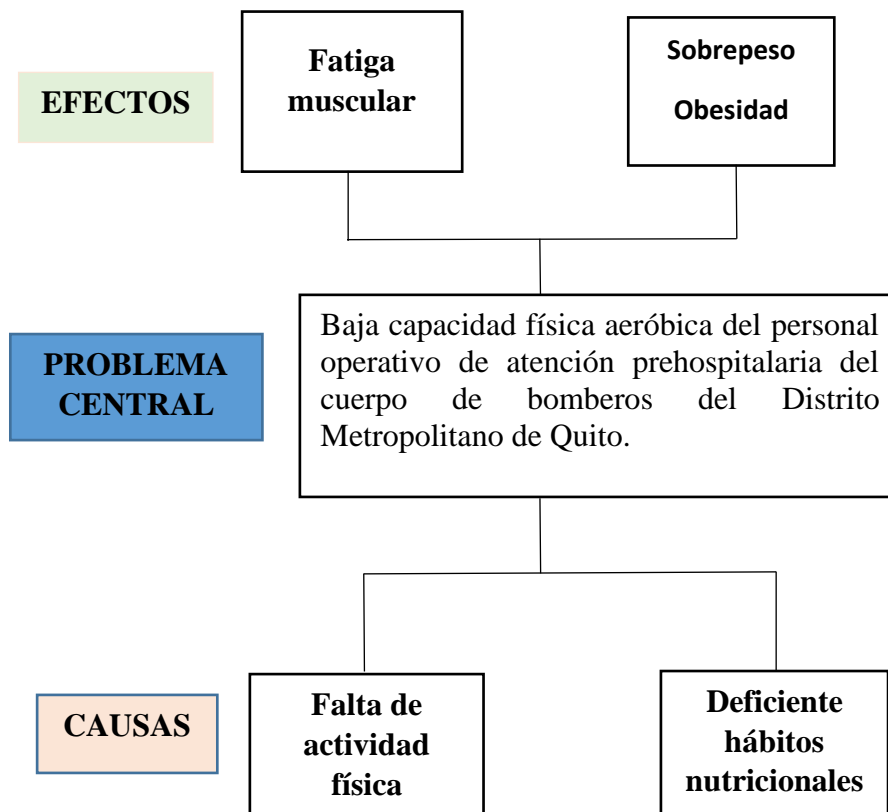 EFECTOS
Fatiga
muscular
Sobrepeso
Obesidad
PROBLEMA
CENTRAL
Baja capacidad física aeróbica del personal
operativo de atención prehospitalaria del
cuerpo de bomberos del Distrito
Metropolitano de Quito.
CAUSAS
Falta de
actividad
física
Deficiente
hábitos
nutricionales